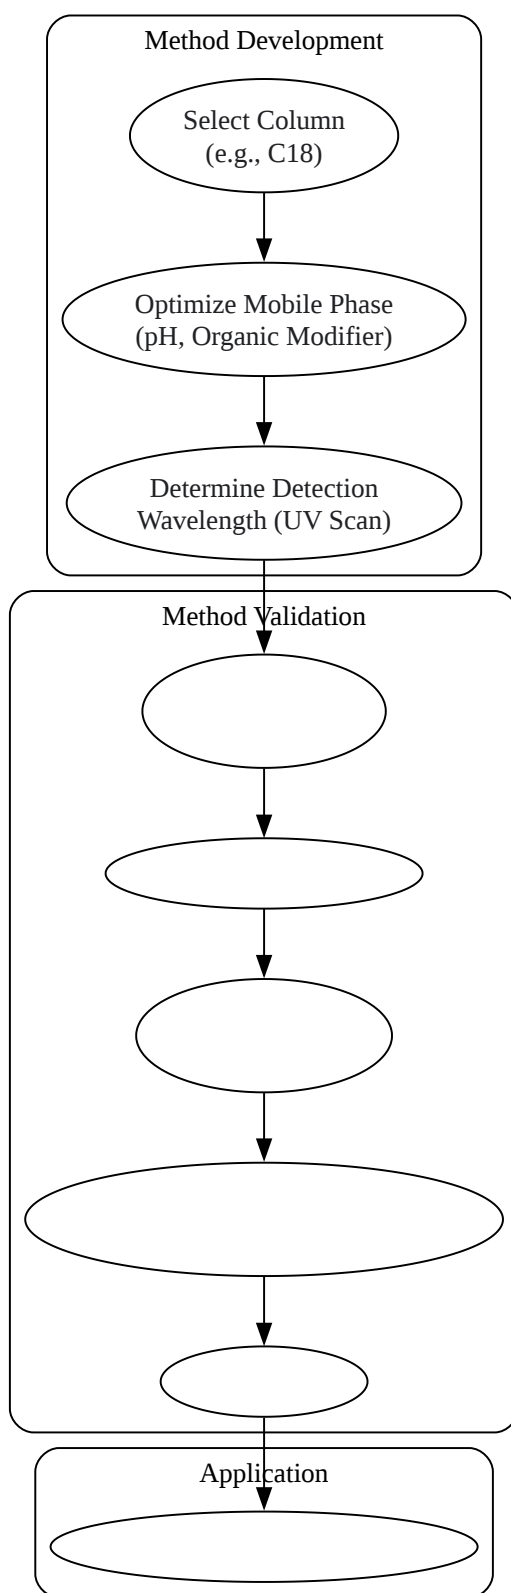 Method Development
Select Column
(e.g., C18)
Optimize Mobile Phase
(pH, Organic Modifier)
Determine Detection
Wavelength (UV Scan)
Method Validation
Application